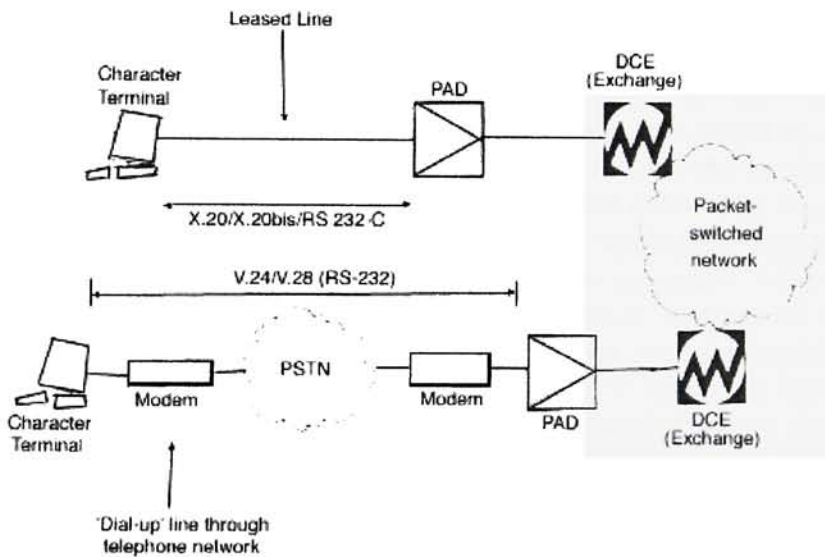 Leased Line
Character
Terminal
PAD
DCE
(Exchange)
X.20/X.20bis/RS 232-C
Packet-
switched
network
V.24/V.28 (RS-232)
PSTN
Modem
Modem
Character
Terminal
PAD
DCE
(Exchange)
'Dial-up' line through
telephone network